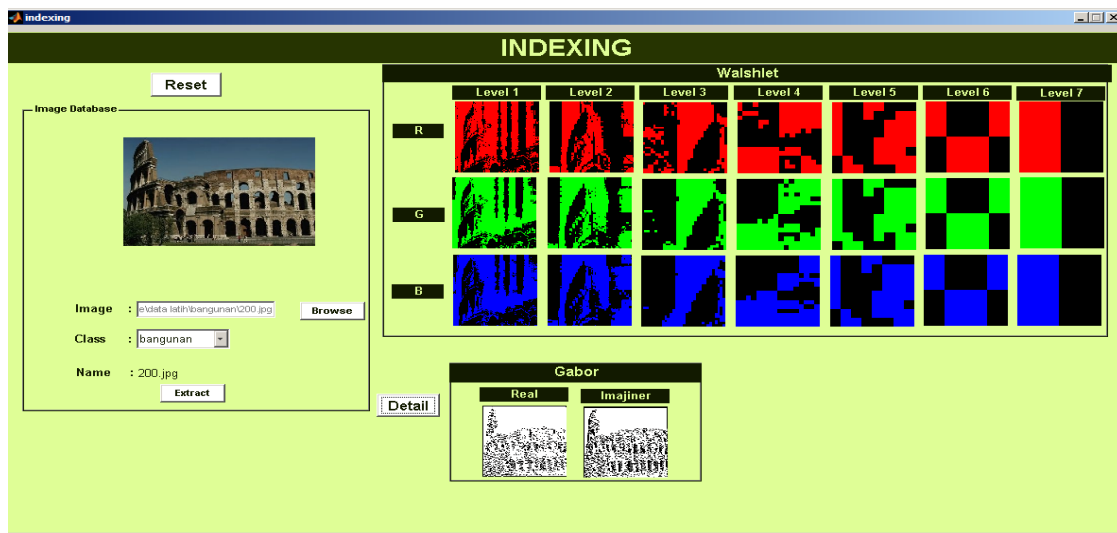 indexing
INDEXING
Reset
Image Database
Image : e\data latih\bangunan\200.jpg Browse
Class : bangunan
Name : 200.jpg
Extract
Detail
Walshlet
Level 1 Level 2 Level 3 Level 4 Level 5 Level 6 Level 7
R
G
B
Gabor
Real Imajiner